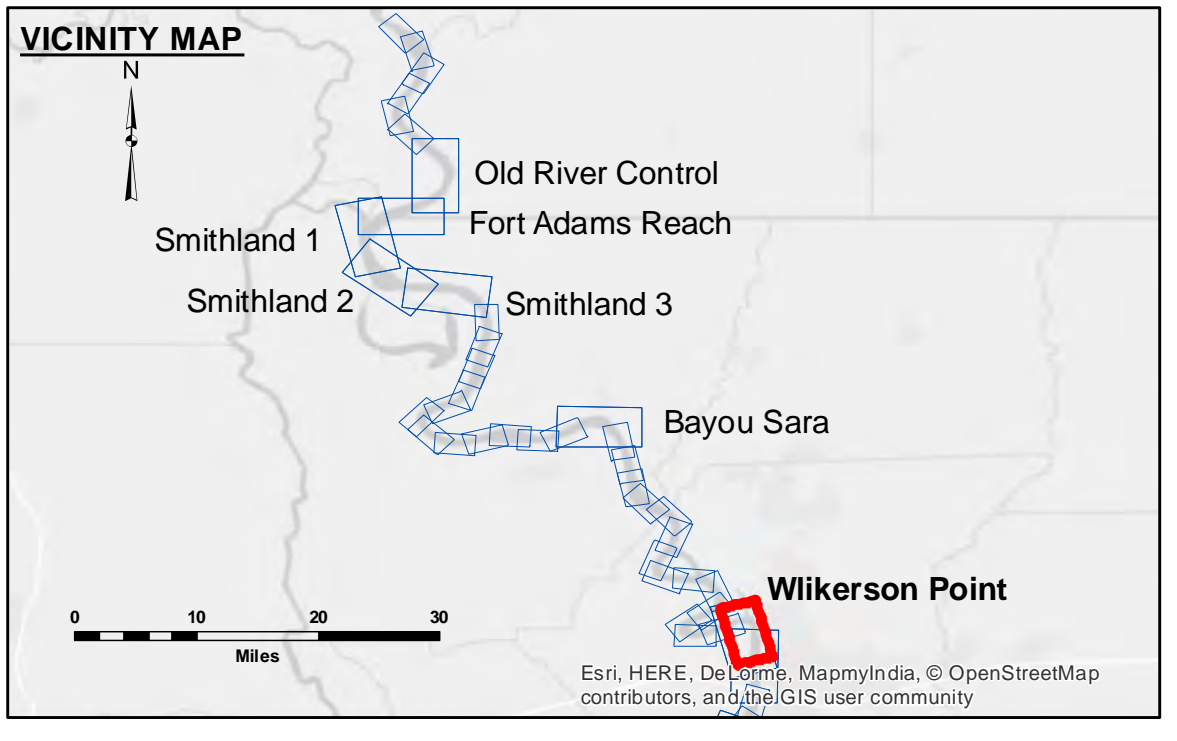 VICINITY MAP
N
Old River Control
Fort Adams Reach
Smithland 1
Smithland 2
Smithland 3
Bayou Sara
Wlikerson Point
0 10 20 30
Miles
Esri, HERE, DeLorme, MapmyIndia, © OpenStreetMap
contributors, and the GIS user community